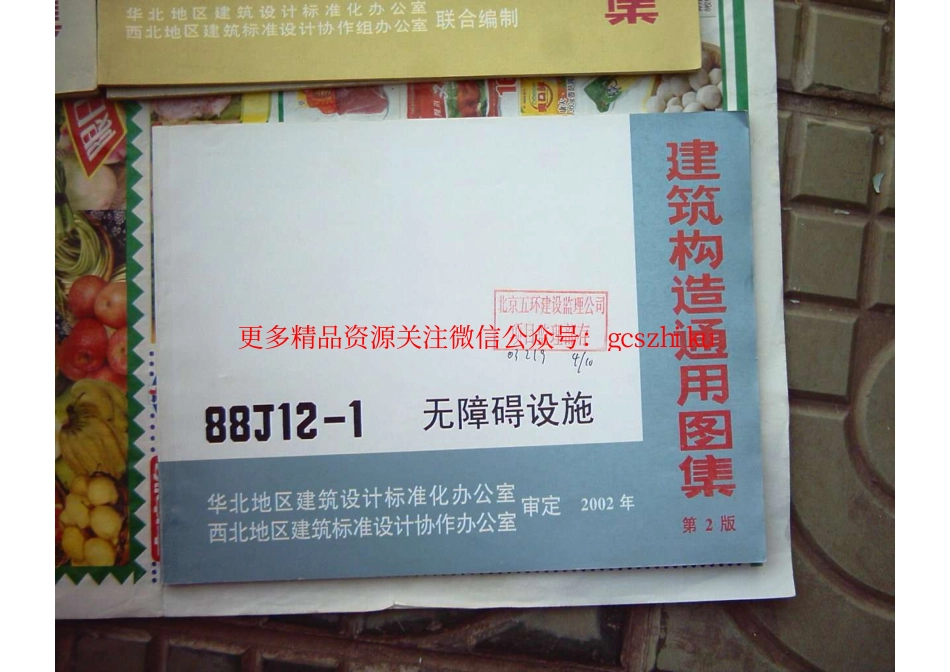 华北地区建筑设计标准化办公室
西北地区建筑标准设计协作组办公室
联合编制
集
建筑构造通用图集
第2版
北京五环建设监理公司
更多精品资源关注微信公众号：gcszhiku
03219 4/10
88J12-1 无障碍设施
华北地区建筑设计标准化办公室
西北地区建筑标准设计协作办公室
审定 2002年